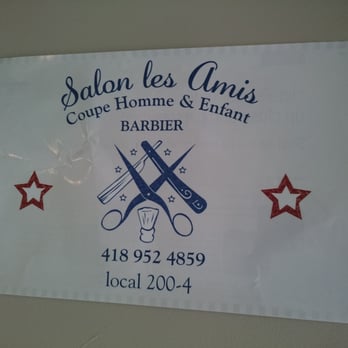 Salon les Amis
Coupe Homme & Enfant
BARBIER
418 952 4859
local 200-4